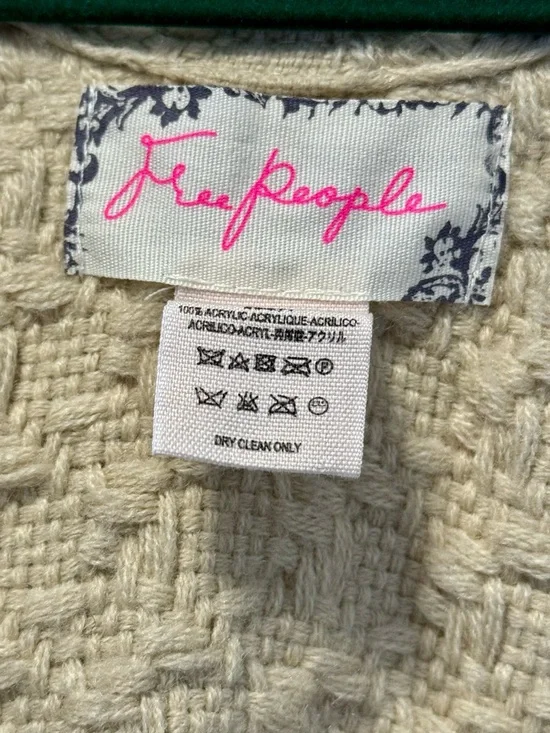 Free People
100% ACRYLIC-ACRYLIQUE-ACRILICO-
ACRILICO-ACRYL-アクリル
DRY CLEAN ONLY